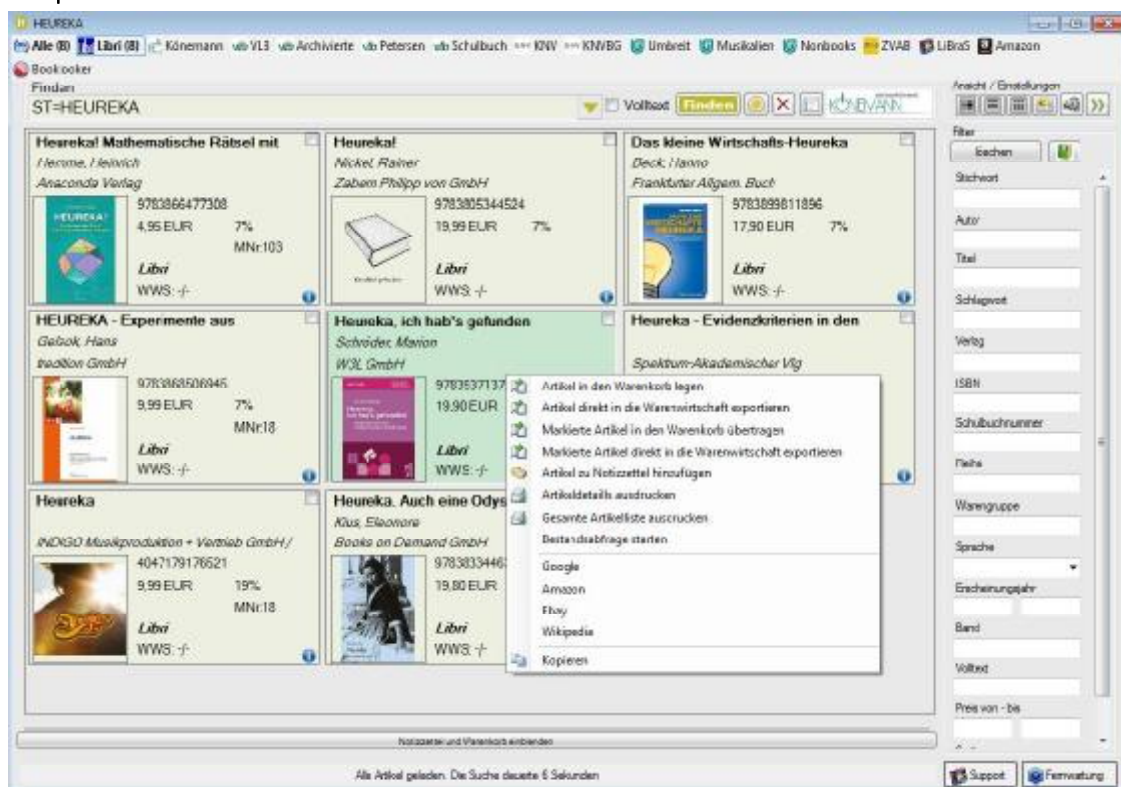 HEUREKA
Alle (8) Libri (8) Könemann VL3 Archivierte Petersen Schulbuch KNV KNVBG Umbreit Musikalien Nonbooks ZVAB LiBraS Amazon
Bookooker
Finden
ST=HEUREKA
Volltext Finden
Heureka! Mathematische Rätsel mit
Hemme, Heinrich
Anaconda Verlag
HEUREKA!
9783866477308
4,95 EUR 7%
MNr:103
Libri
WWS: -/-
Heureka!
Nickel, Rainer
Zabern Philipp von GmbH
9783805344524
19,99 EUR 7%
Libri
WWS: -/-
Das kleine Wirtschafts-Heureka
Deck, Hanno
Frankfurter Allgem. Buch
9783899811896
17,90 EUR 7%
Libri
WWS: -/-
HEUREKA - Experimente aus
Hans
tredition GmbH
9783868506945
9,99 EUR 7%
MNr:18
Libri
WWS: -/-
Heureka, ich hab's gefunden
Schröder, Marion
W3L GmbH
9783937137
19,90 EUR
Libri
WWS: -/-
Heureka - Evidenzkriterien in den
Spektrum-Akademischer Vlg
Heureka
INDIGO Musikproduktion + Vertrieb GmbH /
4047179176521
9,99 EUR 19%
MNr:18
Libri
WWS: -/-
Heureka. Auch eine Odys
Kius, Eleonore
Books on Demand GmbH
9783833446
19,80 EUR
Libri
WWS: -/-
Artikel in den Warenkorb legen
Artikel direkt in die Warenwirtschaft exportieren
Markierte Artikel in den Warenkorb übertragen
Markierte Artikel direkt in die Warenwirtschaft exportieren
Artikel zu Notizzettel hinzufügen
Artikeldetails ausdrucken
Gesamte Artikelliste ausdrucken
Bestandsabfrage starten
Google
Amazon
Ebay
Wikipedia
Kopieren
Ansicht / Einstellungen
Filter
löschen
Stichwort
Autor
Titel
Schlagwort
Verlag
ISBN
Schulbuchnummer
Reihe
Warengruppe
Sprache
Erscheinungsjahr
Band
Volltext
Preis von - bis
Notizzettel und Warenkorb einblenden
Alle Artikel geladen. Die Suche dauerte 6 Sekunden
Support Fernwartung